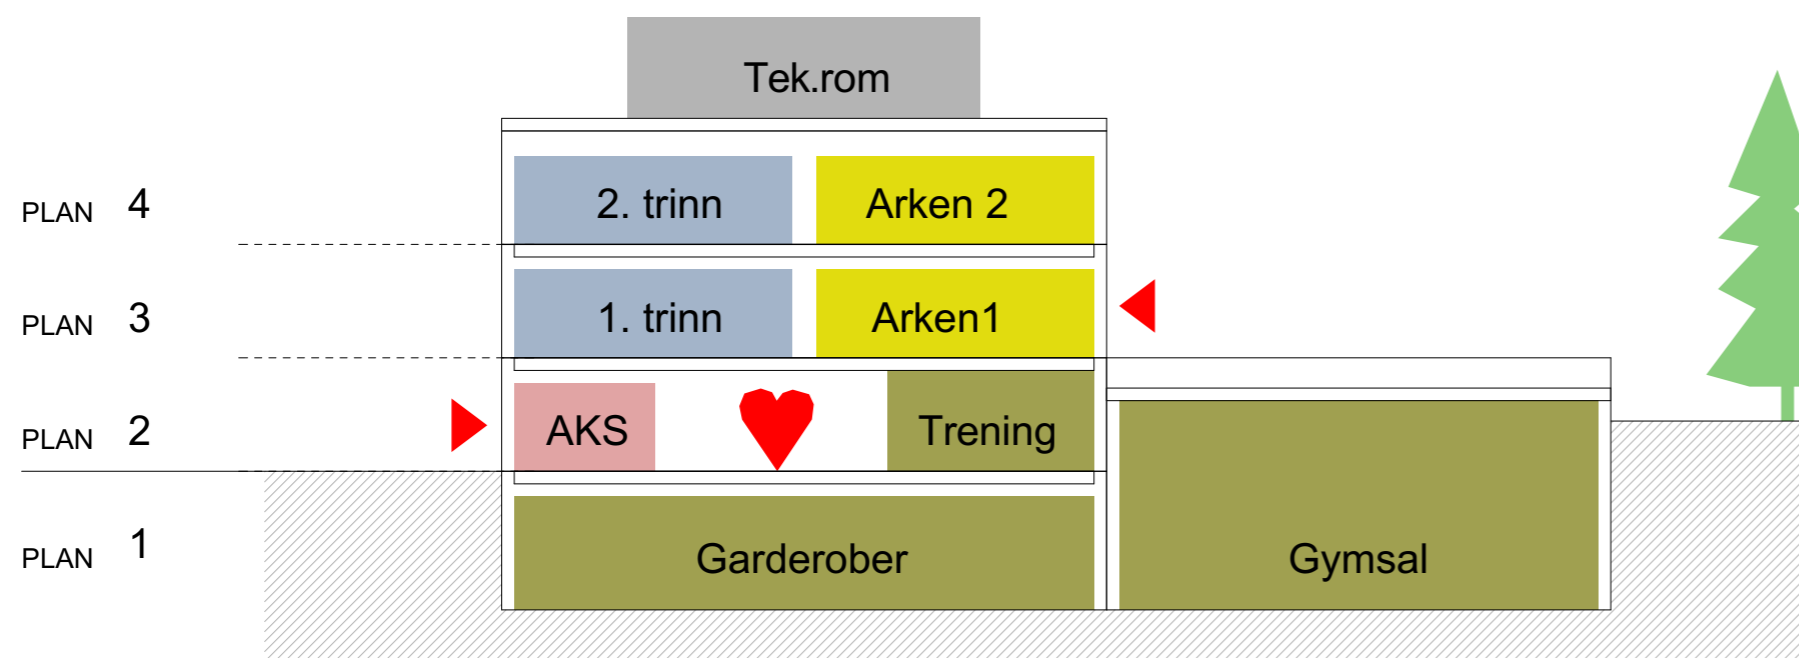 Tek.rom
PLAN 4
2. trinn
Arken 2
PLAN 3
1. trinn
Arken1
PLAN 2
AKS
Trening
PLAN 1
Garderober
Gymsal